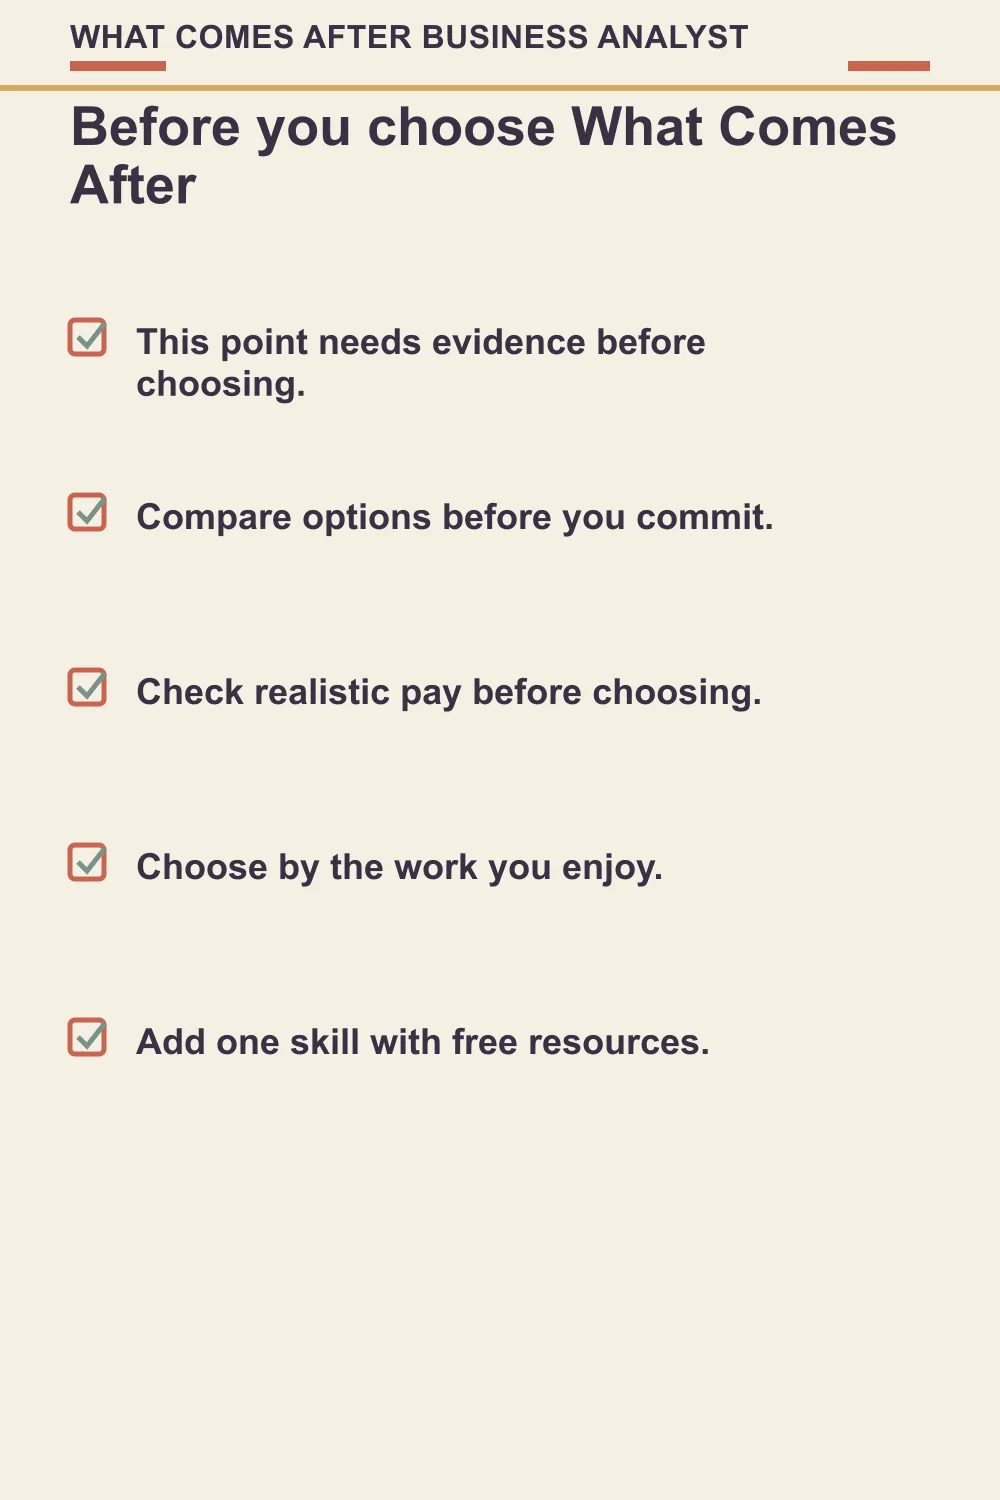 WHAT COMES AFTER BUSINESS ANALYST
Before you choose What Comes
After
This point needs evidence before
choosing.
Compare options before you commit.
Check realistic pay before choosing.
Choose by the work you enjoy.
Add one skill with free resources.